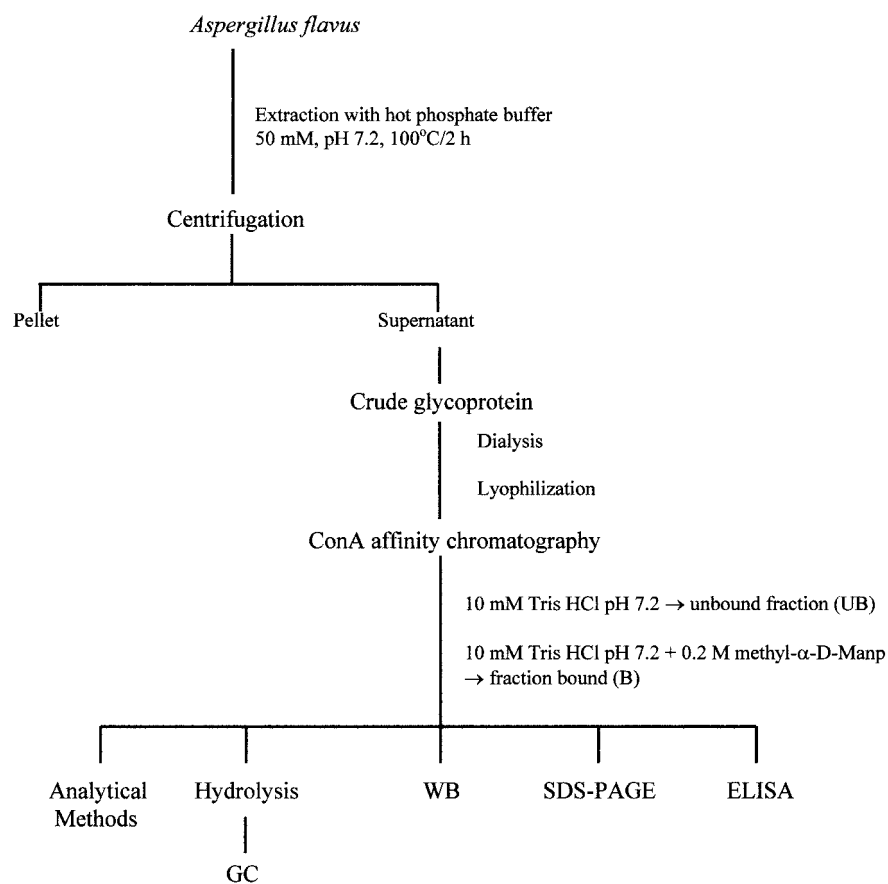 Aspergillus flavus
Extraction with hot phosphate buffer
50 mM, pH 7.2, 100°C/2 h
Centrifugation
Pellet
Supernatant
Crude glycoprotein
Dialysis
Lyophilization
ConA affinity chromatography
10 mM Tris HCl pH 7.2 → unbound fraction (UB)
10 mM Tris HCl pH 7.2 + 0.2 M methyl-α-D-Manp
→ fraction bound (B)
Analytical
Methods
Hydrolysis
WB
SDS-PAGE
ELISA
GC